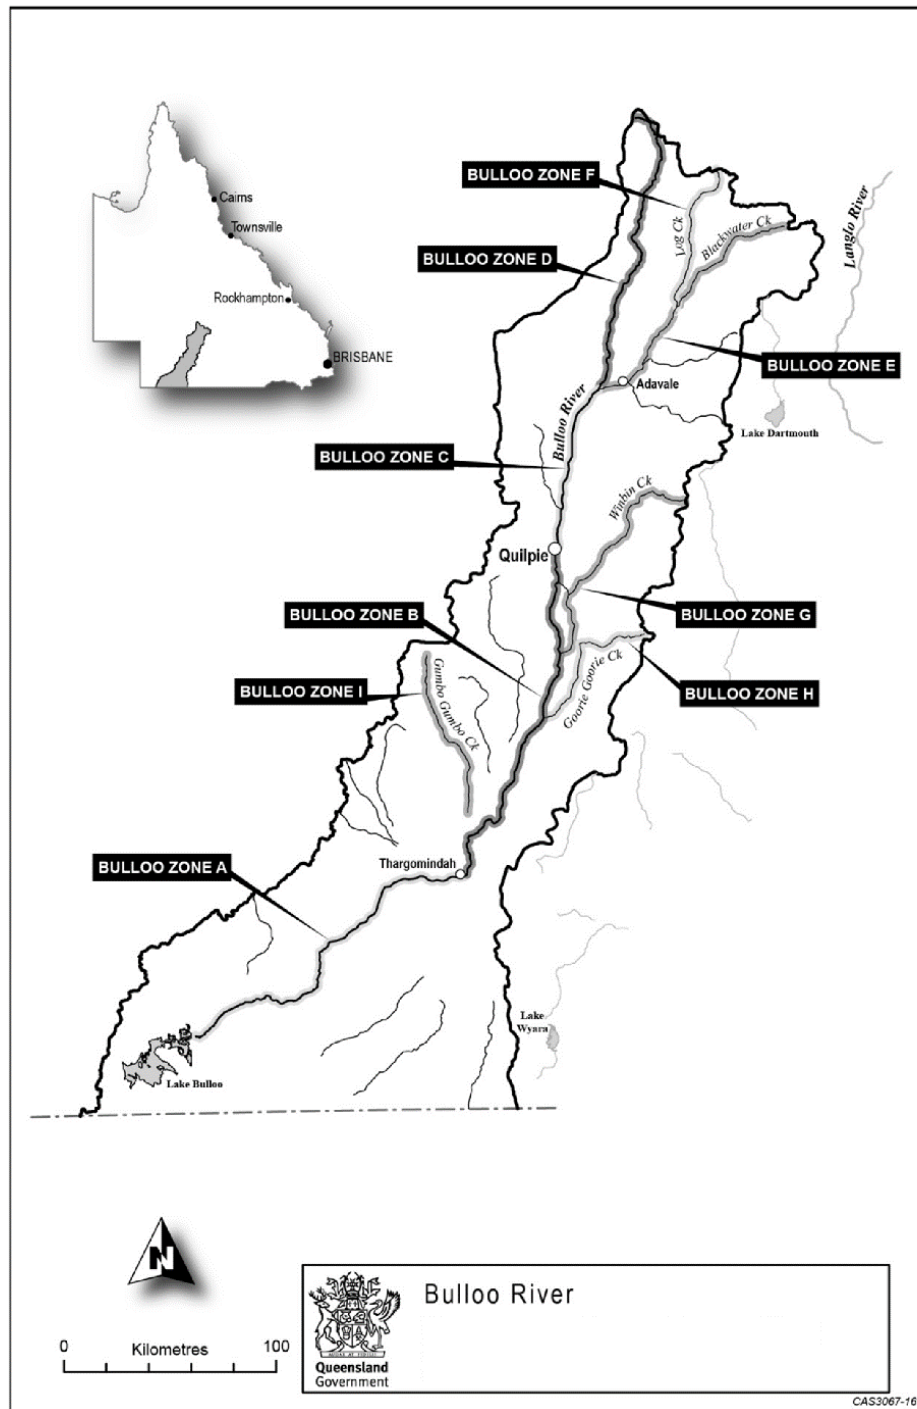 BULLOO ZONE F
Log Ck
Blackwater Ck
Langlo River
Cairns
Townsville
BULLOO ZONE D
Rockhampton
BRISBANE
BULLOO ZONE E
Adavale
Bulloo River
Lake Dartmouth
BULLOO ZONE C
Winbin Ck
Quilpie
BULLOO ZONE B
BULLOO ZONE G
Goorie Goorie Ck
BULLOO ZONE I
Gumbo Gumbo Ck
BULLOO ZONE H
Thargomindah
BULLOO ZONE A
Lake
Wyara
Lake Bulloo
N
Bulloo River
0
Kilometres
100
Queensland
Government
CAS3067-16